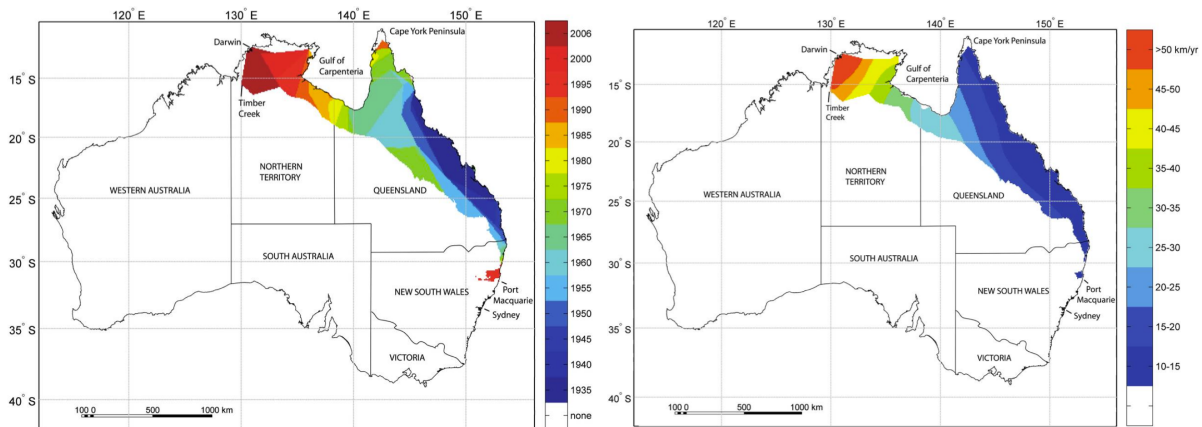 130° E
140° E
150° E
Cape York Peninsula
Darwin
Gulf of
Carpenteria
15° S
Timber
Creek
20° S
NORTHERN
TERRITORY
WESTERN AUSTRALIA
QUEENSLAND
25° S
SOUTH AUSTRALIA
30° S
NEW SOUTH WALES
Port
Macquarie
Sydney
35° S
VICTORIA
40° S
100 0 500 1000 km
2006
2000
1995
1990
1985
1980
1975
1970
1965
1960
1955
1950
1945
1940
1935
none
130° E
140° E
150° E
Cape York Peninsula
Darwin
Gulf of
Carpenteria
15° S
Timber
Creek
20° S
NORTHERN
TERRITORY
WESTERN AUSTRALIA
QUEENSLAND
25° S
SOUTH AUSTRALIA
30° S
NEW SOUTH WALES
Port
Macquarie
Sydney
35° S
VICTORIA
40° S
100 0 500 1000 km
>50 km/yr
45-50
40-45
35-40
30-35
25-30
20-25
15-20
10-15